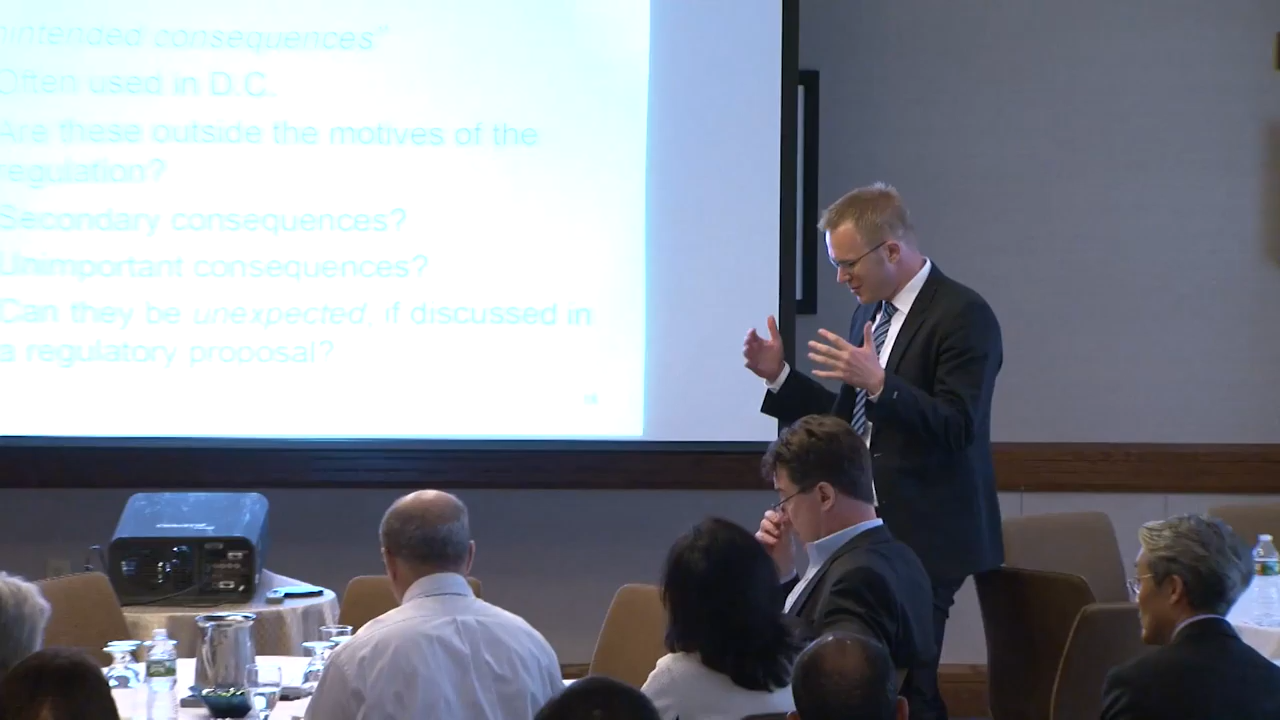 nintended consequences"
Often used in D.C.
Are these outside the motives of the
regulation?
Secondary consequences?
Unimportant consequences?
Can they be unexpected, if discussed in
a regulatory proposal?